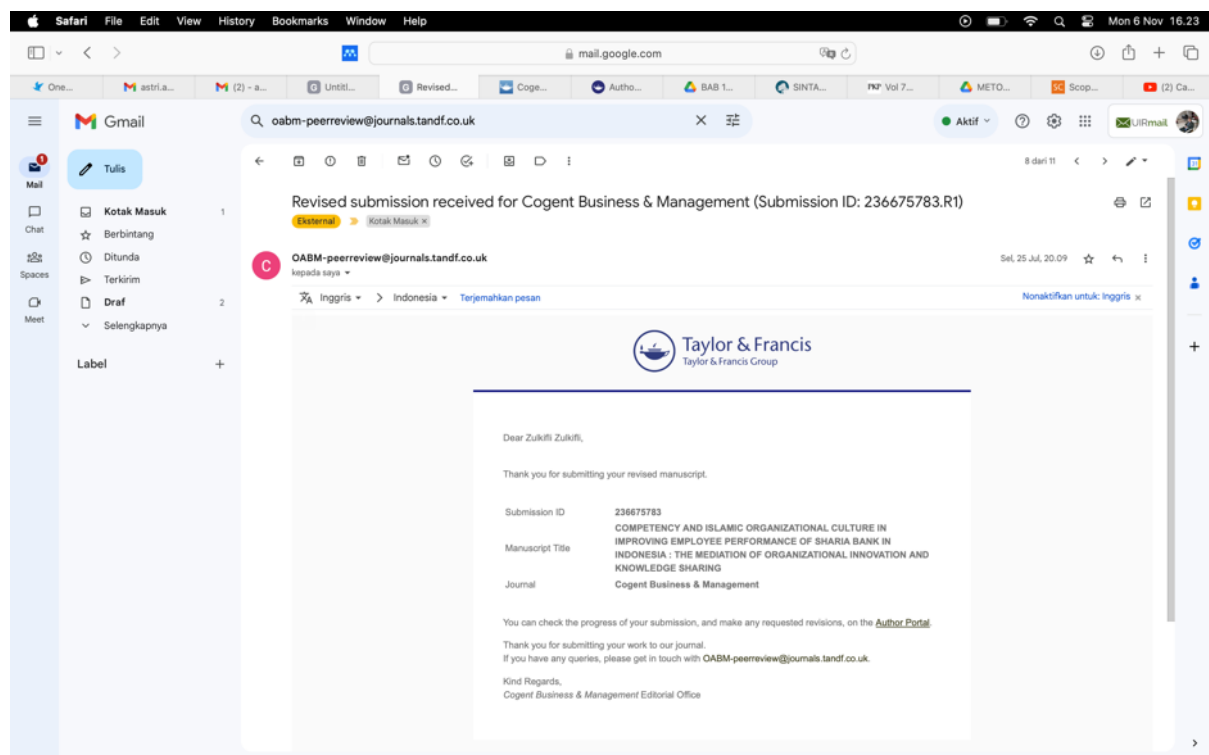 Safari File Edit View History Bookmarks Window Help Mon 6 Nov 16.23
mail.google.com
One... astri.a... (2) - a... Untitl... Revised... Coge... Autho... BAB 1... SINTA... Vol 7... METO... Scop... (2) Ca...
Gmail oabm-peerreview@journals.tandf.co.uk Aktif UIRmail
Tulis 8 dari 11
Mail
Chat
Spaces
Meet
Kotak Masuk 1
Berbintang
Ditunda
Terkirim
Draf 2
Selengkapnya
Label
Revised submission received for Cogent Business & Management (Submission ID: 236675783.R1)
Eksternal Kotak Masuk ×
C
OABM-peerreview@journals.tandf.co.uk Sel, 25 Jul, 20.09
kepada saya
Inggris > Indonesia Terjemahkan pesan Nonaktifkan untuk: Inggris ×
Taylor & Francis
Taylor & Francis Group
Dear Zulkifli Zulkifli,
Thank you for submitting your revised manuscript.
Submission ID 236675783
Manuscript Title COMPETENCY AND ISLAMIC ORGANIZATIONAL CULTURE IN
IMPROVING EMPLOYEE PERFORMANCE OF SHARIA BANK IN
INDONESIA : THE MEDIATION OF ORGANIZATIONAL INNOVATION AND
KNOWLEDGE SHARING
Journal Cogent Business & Management
You can check the progress of your submission, and make any requested revisions, on the Author Portal.
Thank you for submitting your work to our journal.
If you have any queries, please get in touch with OABM-peerreview@journals.tandf.co.uk.
Kind Regards,
Cogent Business & Management Editorial Office